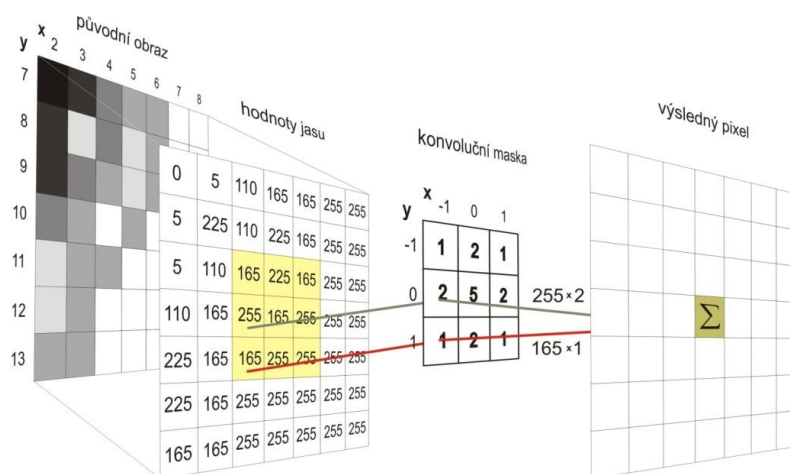 původní obraz
x
y
2 3 4 5 6 7 8
7
8
9
10
11
12
13
hodnoty jasu
0 5 110 165 165 255 255
5 225 110 225 165 255 255
5 110 165 225 165 255 255
110 165 255 165 255 255 255
225 165 165 255 255 255 255
225 165 255 255 255 255 255
165 165 255 255 255 255 255
konvoluční maska
x
y
-1 0 1
-1 1 2 1
0 2 5 2
1 1 2 1
255×2
165×1
výsledný pixel
Σ